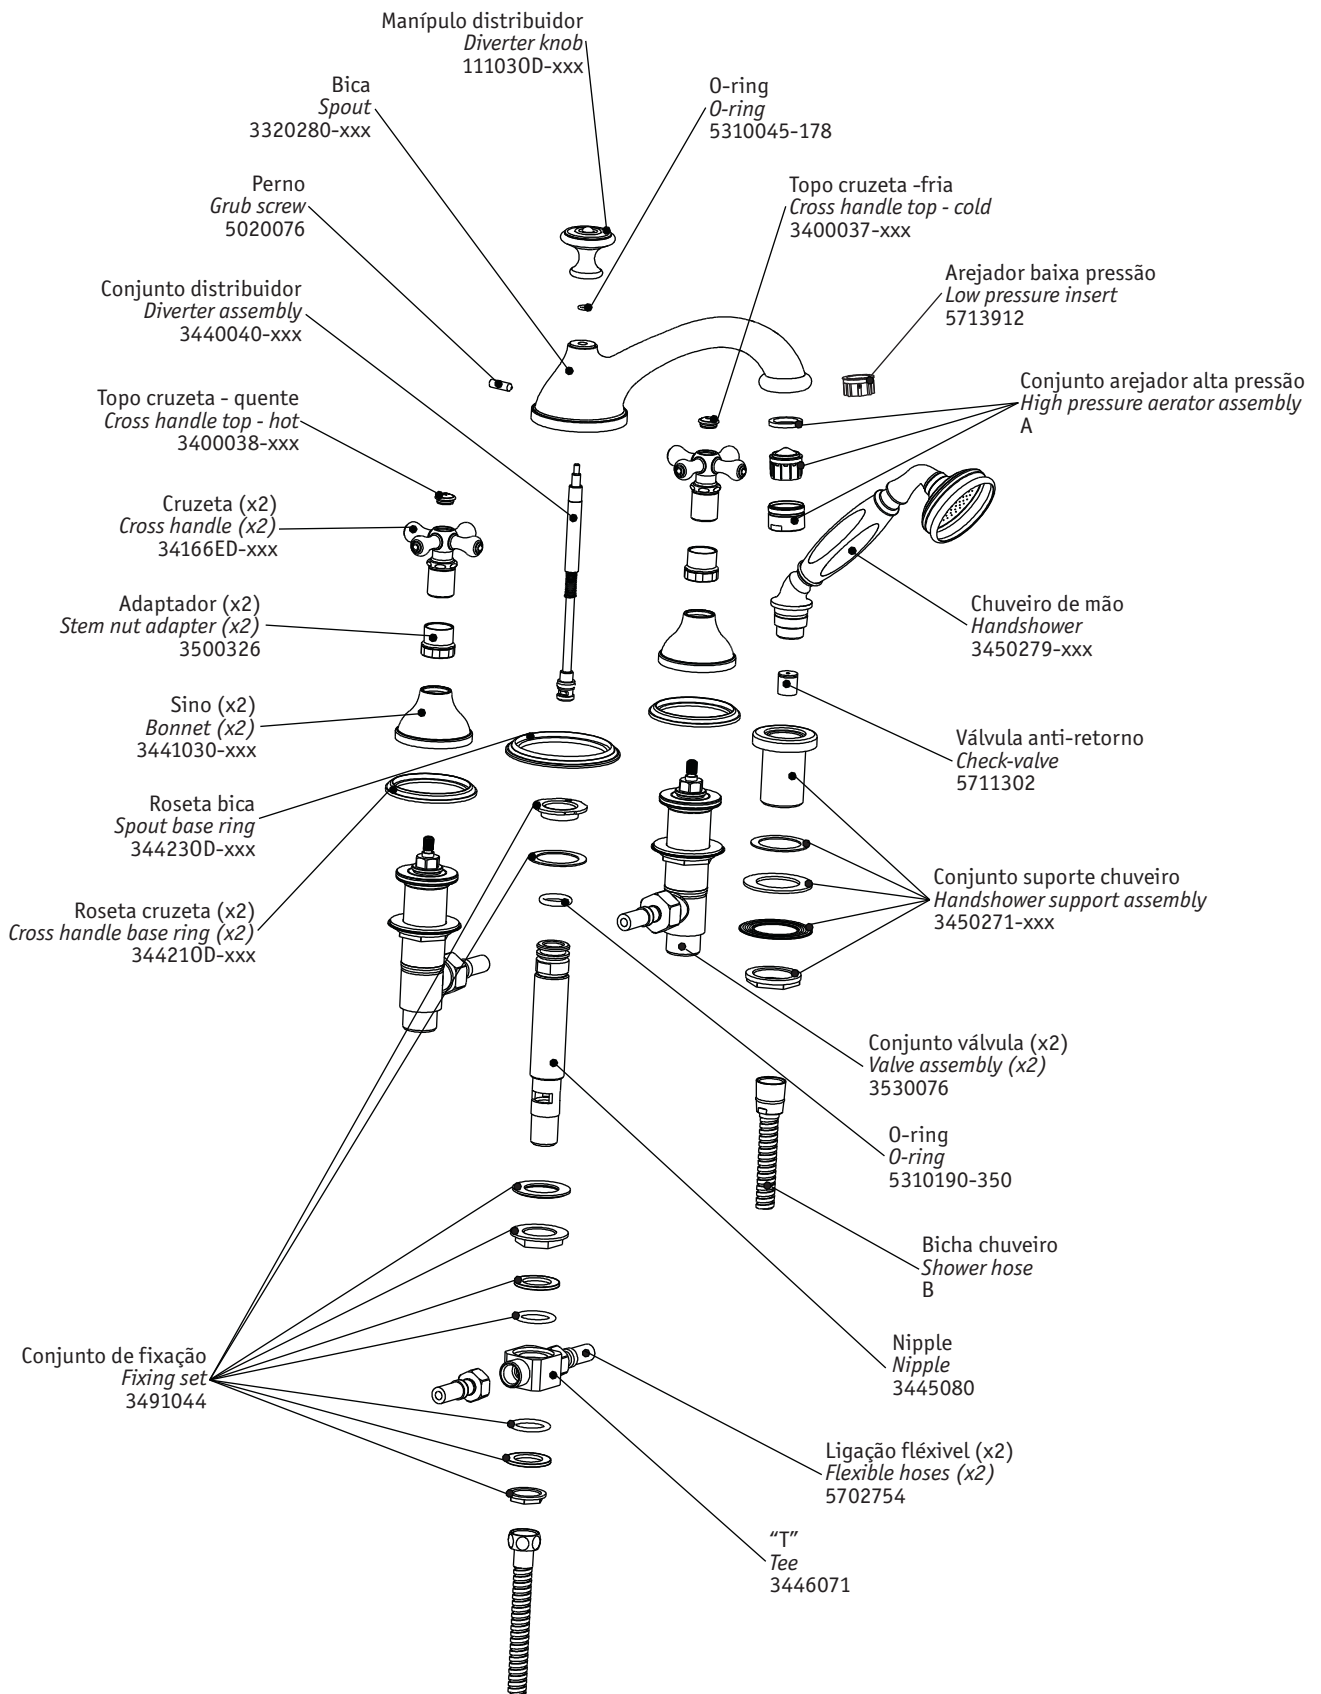 Manípulo distribuidor
Diverter knob
11103OD-xxx
Bica
Spout
3320280-xxx
O-ring
O-ring
5310045-178
Perno
Grub screw
5020076
Topo cruzeta -fria
Cross handle top - cold
3400037-xxx
Conjunto distribuidor
Diverter assembly
3440040-xxx
Arejador baixa pressão
Low pressure insert
5713912
Topo cruzeta - quente
Cross handle top - hot
3400038-xxx
Conjunto arejador alta pressão
High pressure aerator assembly
A
Cruzeta (x2)
Cross handle (x2)
34166ED-xxx
Adaptador (x2)
Stem nut adapter (x2)
3500326
Chuveiro de mão
Handshower
3450279-xxx
Sino (x2)
Bonnet (x2)
3441030-xxx
Válvula anti-retorno
Check-valve
5711302
Roseta bica
Spout base ring
34423OD-xxx
Conjunto suporte chuveiro
Handshower support assembly
3450271-xxx
Roseta cruzeta (x2)
Cross handle base ring (x2)
34421OD-xxx
Conjunto válvula (x2)
Valve assembly (x2)
3530076
O-ring
O-ring
5310190-350
Bicha chuveiro
Shower hose
B
Conjunto de fixação
Fixing set
3491044
Nipple
Nipple
3445080
Ligação fléxivel (x2)
Flexible hoses (x2)
5702754
“T”
Tee
3446071